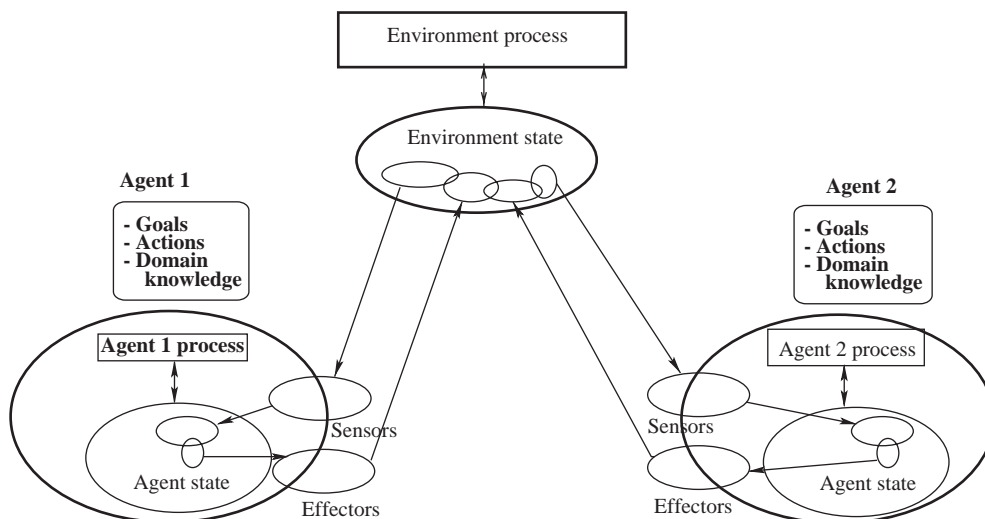 Environment process
Environment state
Agent 1
- Goals
- Actions
- Domain
knowledge
Agent 1 process
Sensors
Agent state
Effectors
Agent 2
- Goals
- Actions
- Domain
knowledge
Agent 2 process
Sensors
Agent state
Effectors